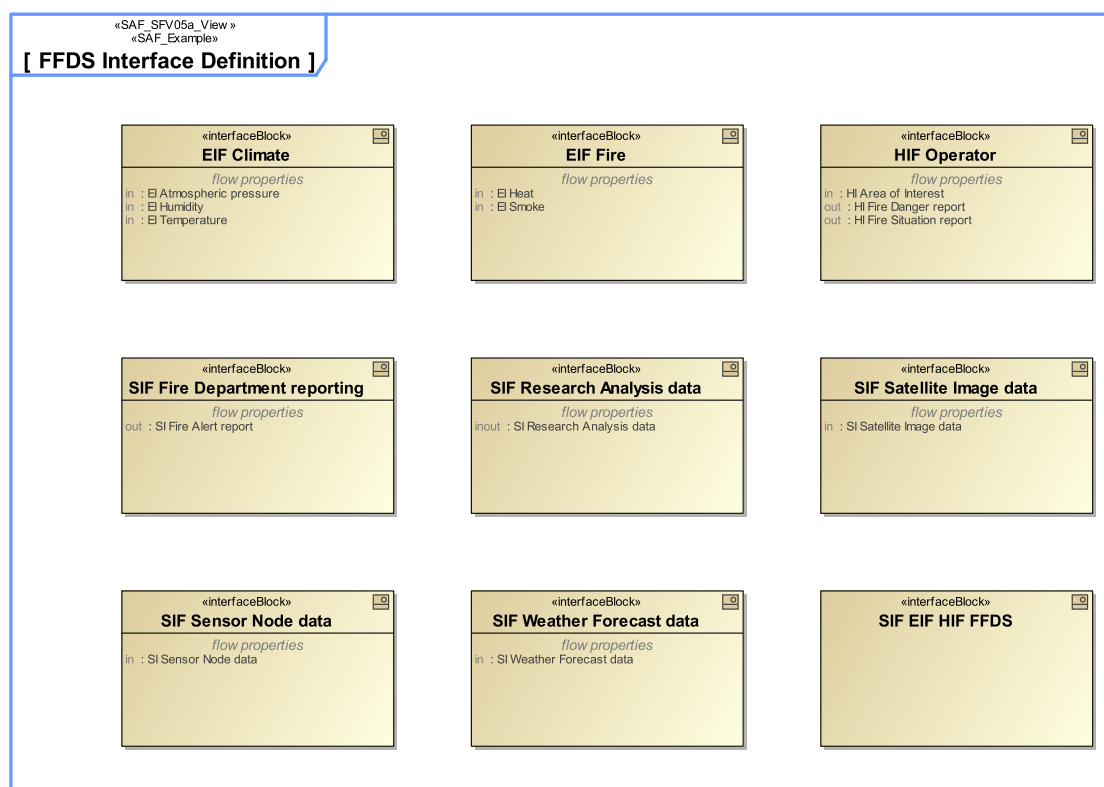 «SAF_SFV05a_View »
«SAF_Example»
[ FFDS Interface Definition ]
«interfaceBlock»
EIF Climate
flow properties
in : EI Atmospheric pressure
in : EI Humidity
in : EI Temperature
«interfaceBlock»
EIF Fire
flow properties
in : EI Heat
in : EI Smoke
«interfaceBlock»
HIF Operator
flow properties
in : HI Area of Interest
out : HI Fire Danger report
out : HI Fire Situation report
«interfaceBlock»
SIF Fire Department reporting
flow properties
out : SI Fire Alert report
«interfaceBlock»
SIF Research Analysis data
flow properties
inout : SI Research Analysis data
«interfaceBlock»
SIF Satellite Image data
flow properties
in : SI Satellite Image data
«interfaceBlock»
SIF Sensor Node data
flow properties
in : SI Sensor Node data
«interfaceBlock»
SIF Weather Forecast data
flow properties
in : SI Weather Forecast data
«interfaceBlock»
SIF EIF HIF FFDS